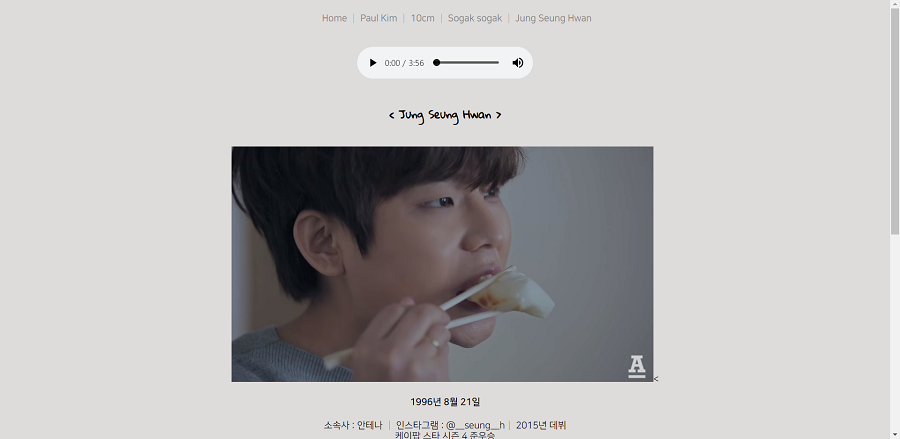 Home | Paul Kim | 10cm | Sogak sogak | Jung Seung Hwan
0:00 / 3:56
< Jung Seung Hwan >
A
<
1996년 8월 21일
소속사 : 안테나 | 인스타그램 : @__seung__h | 2015년 데뷔
케이팝 스타 시즌 4 준우승